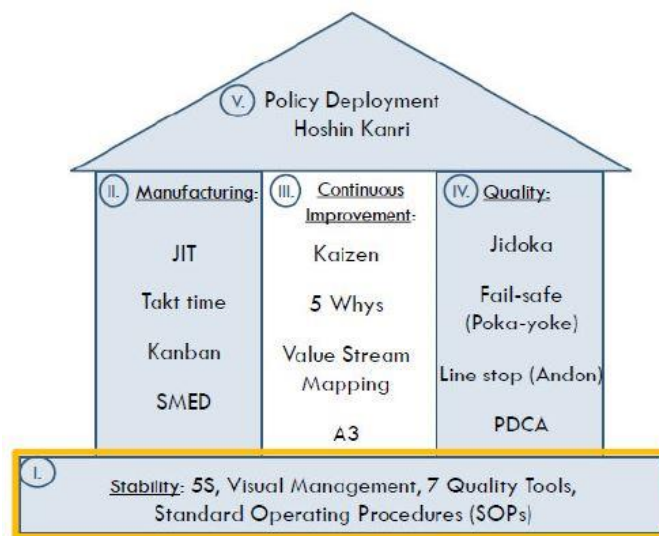 V. Policy Deployment
Hoshin Kanri
II. Manufacturing:
JIT
Takt time
Kanban
SMED
III. Continuous
Improvement:
Kaizen
5 Whys
Value Stream
Mapping
A3
IV. Quality:
Jidoka
Fail-safe
(Poka-yoke)
Line stop (Andon)
PDCA
I.
Stability: 5S, Visual Management, 7 Quality Tools,
Standard Operating Procedures (SOPs)